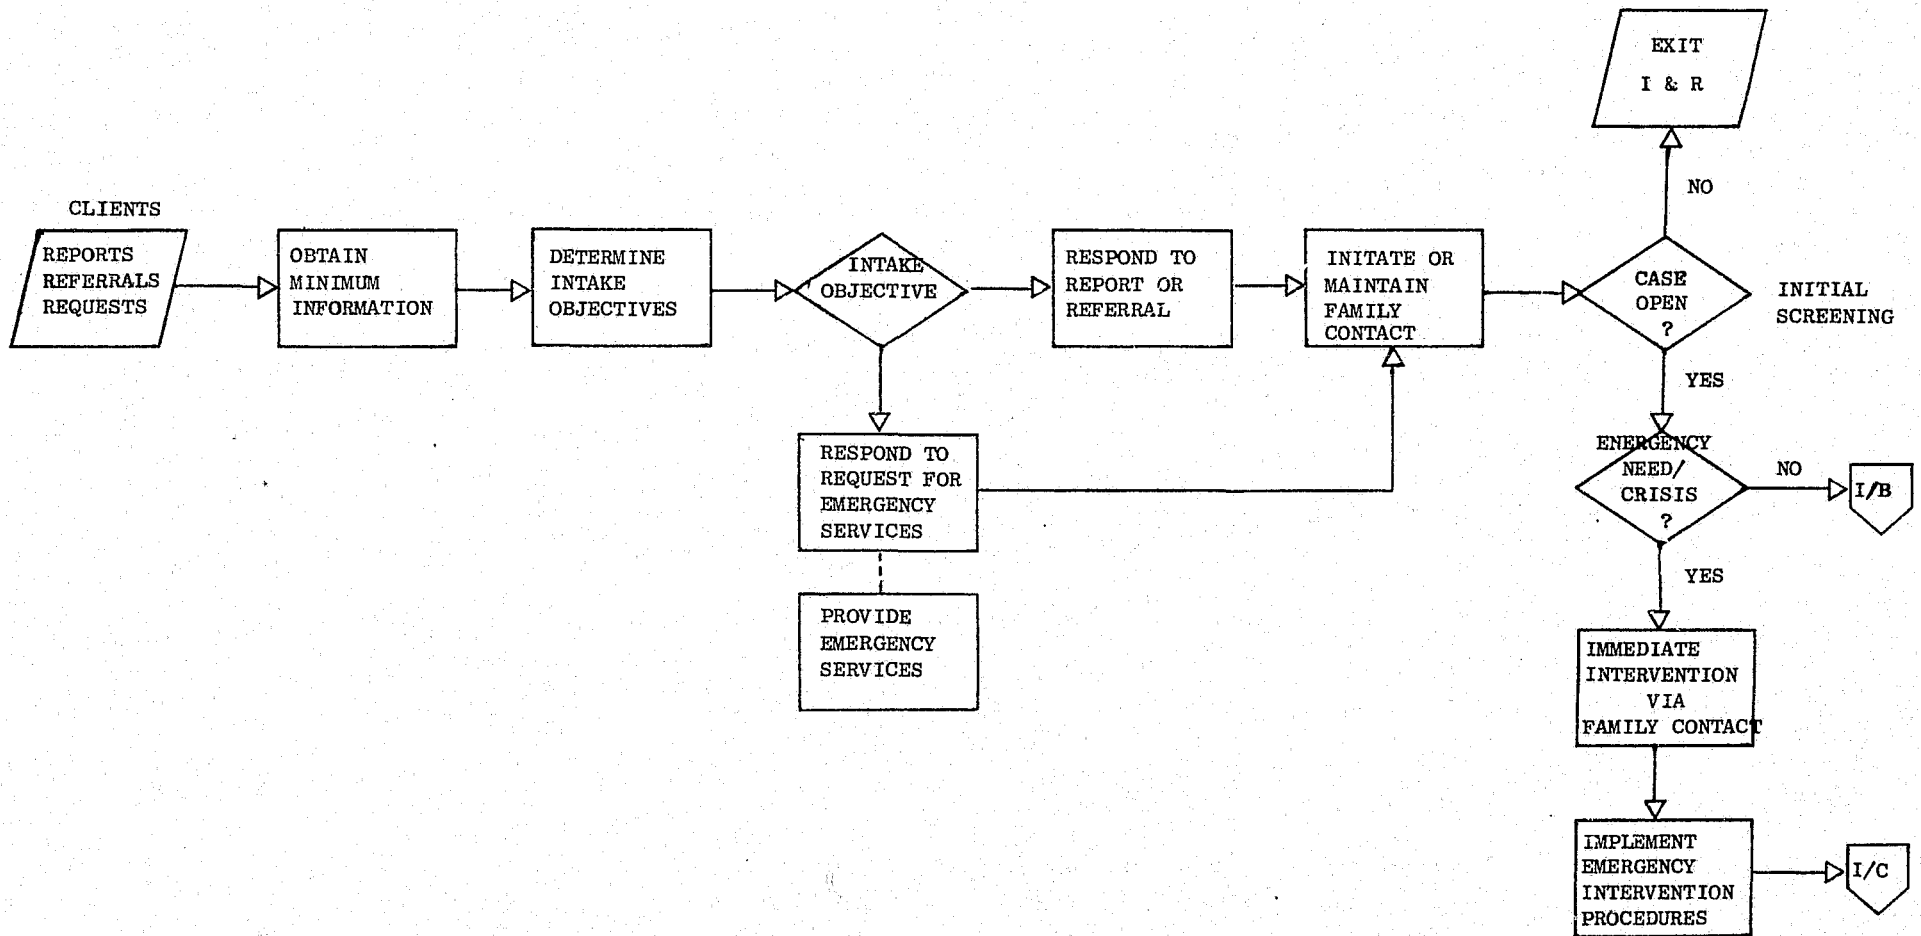 CLIENTS
REPORTS
REFERRALS
REQUESTS
OBTAIN
MINIMUM
INFORMATION
DETERMINE
INTAKE
OBJECTIVES
INTAKE
OBJECTIVE
RESPOND TO
REPORT OR
REFERRAL
INITATE OR
MAINTAIN
FAMILY
CONTACT
RESPOND TO
REQUEST FOR
EMERGENCY
SERVICES
PROVIDE
EMERGENCY
SERVICES
EXIT
I & R
NO
CASE
OPEN
?
INITIAL
SCREENING
YES
ENERGENCY
NEED/
CRISIS
?
NO
I/B
YES
IMMEDIATE
INTERVENTION
VIA
FAMILY CONTACT
IMPLEMENT
EMERGENCY
INTERVENTION
PROCEDURES
I/C